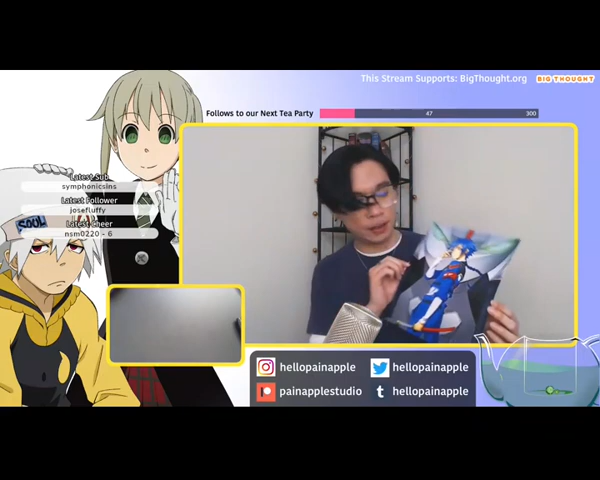 This Stream Supports: BigThought.org
BIG THOUGHT
Follows to our Next Tea Party
47
300
Latest Sub
symphonicsins
Latest Follower
josefluffy
Latest Cheer
nsm0220 - 6
SOUL
hellopainapple
hellopainapple
painapplestudio
hellopainapple